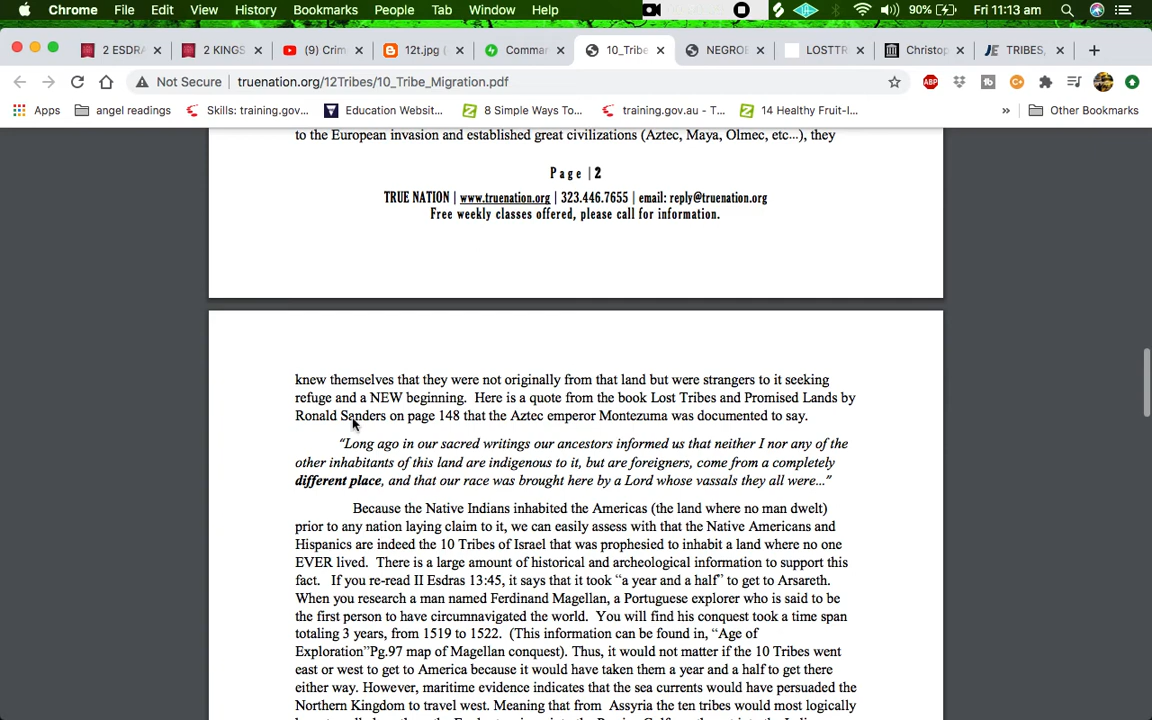 Chrome File Edit View History Bookmarks People Tab Window Help 90% Fri 11:13 am
2 ESDRA 2 KINGS (9) Crim 12t.jpg ( Commar 10_Tribe NEGROE LOSTTR Christop TRIBES,
Not Secure truenation.org/12Tribes/10_Tribe_Migration.pdf
Apps angel readings Skills: training.gov... Education Websit... 8 Simple Ways To... training.gov.au - T... 14 Healthy Fruit-I... » Other Bookmarks
to the European invasion and established great civilizations (Aztec, Maya, Olmec, etc...), they
Page | 2
TRUE NATION | www.truenation.org | 323.446.7655 | email: reply@truenation.org
Free weekly classes offered, please call for information.
knew themselves that they were not originally from that land but were strangers to it seeking
refuge and a NEW beginning. Here is a quote from the book Lost Tribes and Promised Lands by
Ronald Sanders on page 148 that the Aztec emperor Montezuma was documented to say.
“Long ago in our sacred writings our ancestors informed us that neither I nor any of the
other inhabitants of this land are indigenous to it, but are foreigners, come from a completely
different place, and that our race was brought here by a Lord whose vassals they all were...”
Because the Native Indians inhabited the Americas (the land where no man dwelt)
prior to any nation laying claim to it, we can easily assess with that the Native Americans and
Hispanics are indeed the 10 Tribes of Israel that was prophesied to inhabit a land where no one
EVER lived. There is a large amount of historical and archeological information to support this
fact. If you re-read II Esdras 13:45, it says that it took “a year and a half” to get to Arsareth.
When you research a man named Ferdinand Magellan, a Portuguese explorer who is said to be
the first person to have circumnavigated the world. You will find his conquest took a time span
totaling 3 years, from 1519 to 1522. (This information can be found in, “Age of
Exploration”Pg.97 map of Magellan conquest). Thus, it would not matter if the 10 Tribes went
east or west to get to America because it would have taken them a year and a half to get there
either way. However, maritime evidence indicates that the sea currents would have persuaded the
Northern Kingdom to travel west. Meaning that from Assyria the ten tribes would most logically